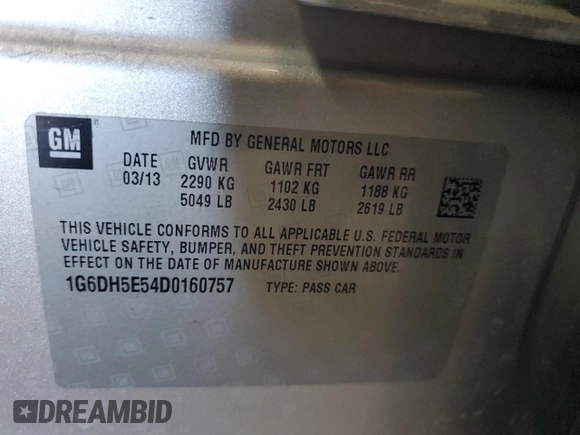 GM
MFD BY GENERAL MOTORS LLC
DATE GVWR GAWR FRT GAWR RR
03/13 2290 KG 1102 KG 1188 KG
5049 LB 2430 LB 2619 LB
THIS VEHICLE CONFORMS TO ALL APPLICABLE U.S. FEDERAL MOTOR
VEHICLE SAFETY, BUMPER, AND THEFT PREVENTION STANDARDS IN
EFFECT ON THE DATE OF MANUFACTURE SHOWN ABOVE.
1G6DH5E54D0160757 TYPE: PASS CAR
DREAMBID